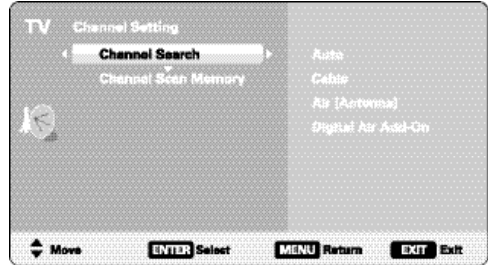 TV Channel Setting
Channel Search
Channel Scan Memory
Auto
Cable
Air [Antenna]
Digital Air Add-On
Move ENTER Select MENU Return EXIT Exit